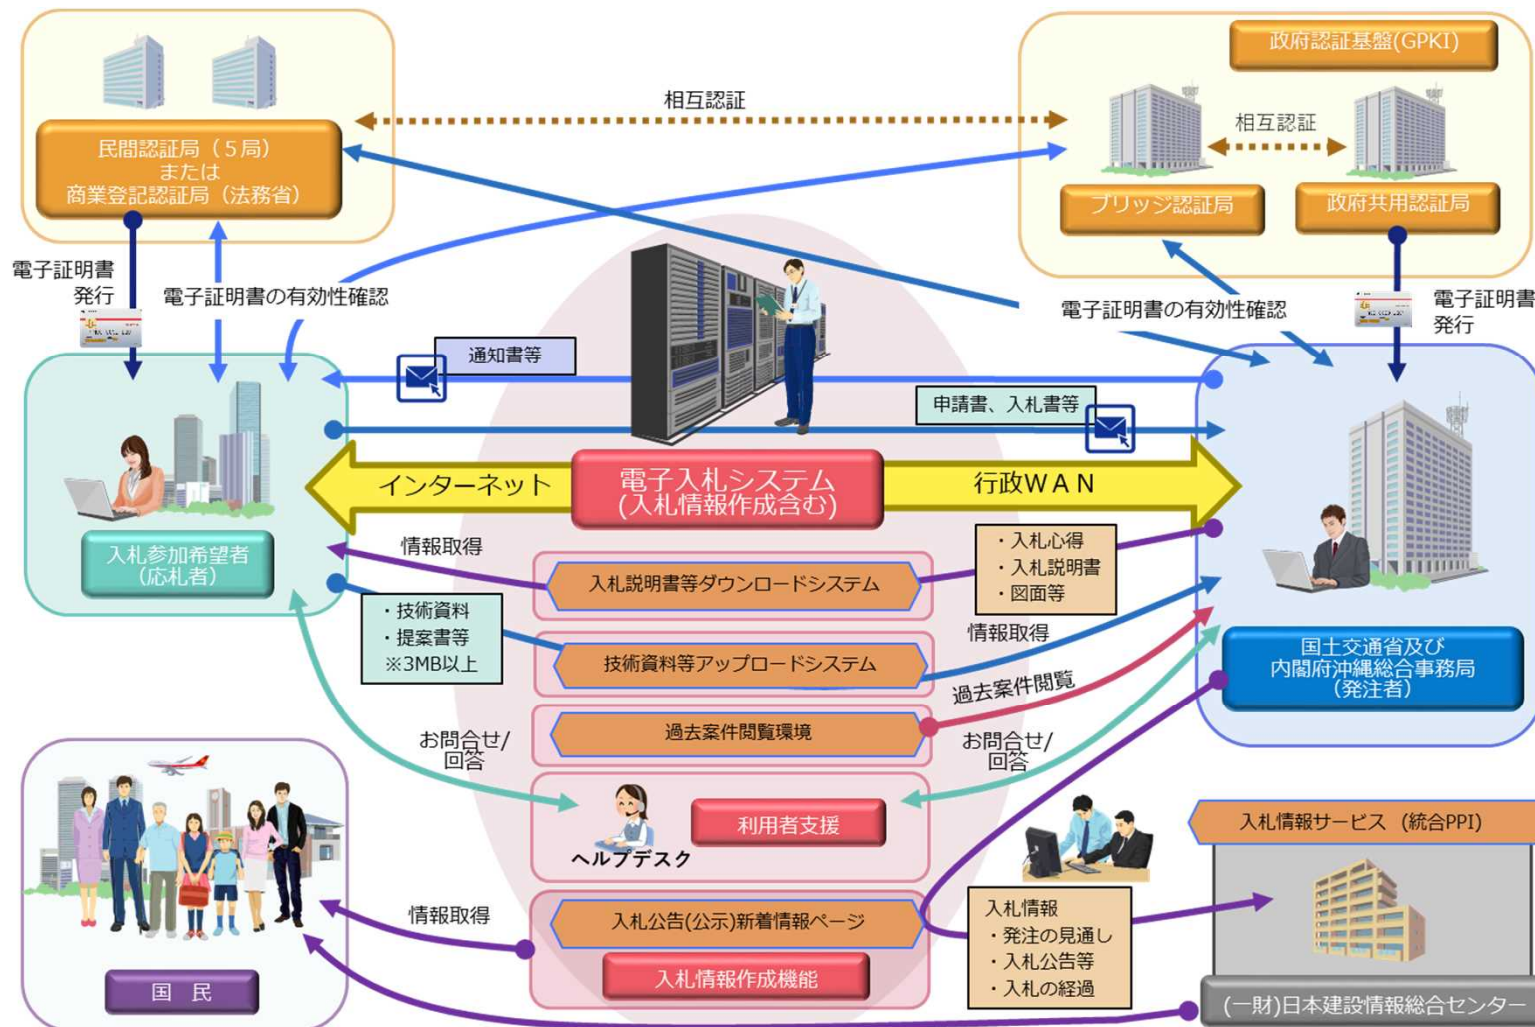 政府認証基盤(GPKI)
相互認証
相互認証
民間認証局（５局）
または
商業登記認証局（法務省）
ブリッジ認証局
政府共用認証局
電子証明書
発行
電子証明書の有効性確認
電子証明書の有効性確認
電子証明書
発行
通知書等
申請書、入札書等
インターネット
電子入札システム
(入札情報作成含む)
行政ＷＡＮ
入札参加希望者
(応札者)
情報取得
入札説明書等ダウンロードシステム
・入札心得
・入札説明書
・図面等
・技術資料
・提案書等
※3MB以上
技術資料等アップロードシステム
情報取得
国土交通省及び
内閣府沖縄総合事務局
(発注者)
過去案件閲覧
過去案件閲覧環境
お問合せ/
回答
お問合せ/
回答
利用者支援
ヘルプデスク
入札情報サービス (統合PPI)
情報取得
入札公告(公示)新着情報ページ
入札情報作成機能
入札情報
・発注の見通し
・入札公告等
・入札の経過
国　民
(一財)日本建設情報総合センター